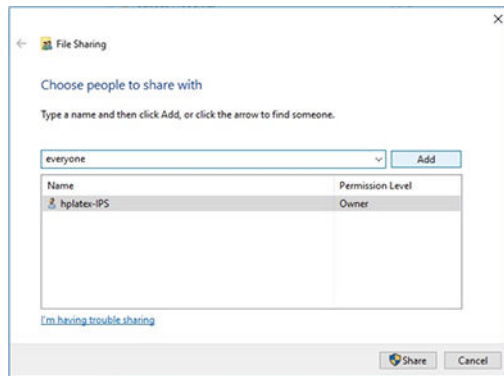 File Sharing
Choose people to share with
Type a name and then click Add, or click the arrow to find someone.
everyone Add
Name Permission Level
hplatex-IPS Owner
I'm having trouble sharing
Share Cancel